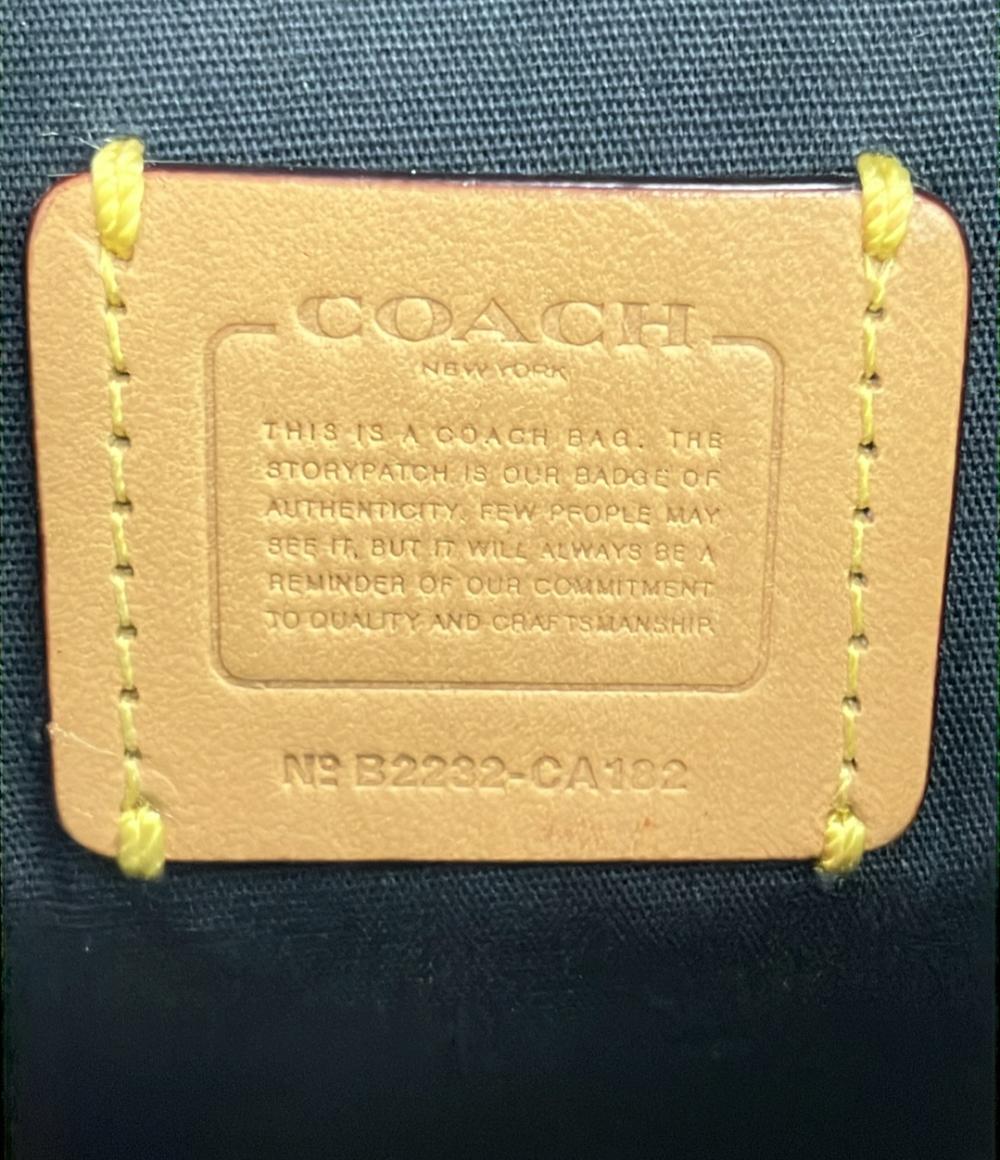 COACH
NEW YORK
THIS IS A COACH BAG. THE
STORYPATCH IS OUR BADGE OF
AUTHENTICITY. FEW PEOPLE MAY
SEE IT, BUT IT WILL ALWAYS BE A
REMINDER OF OUR COMMITMENT
TO QUALITY AND CRAFTSMANSHIP.
Nº B2232-CA182